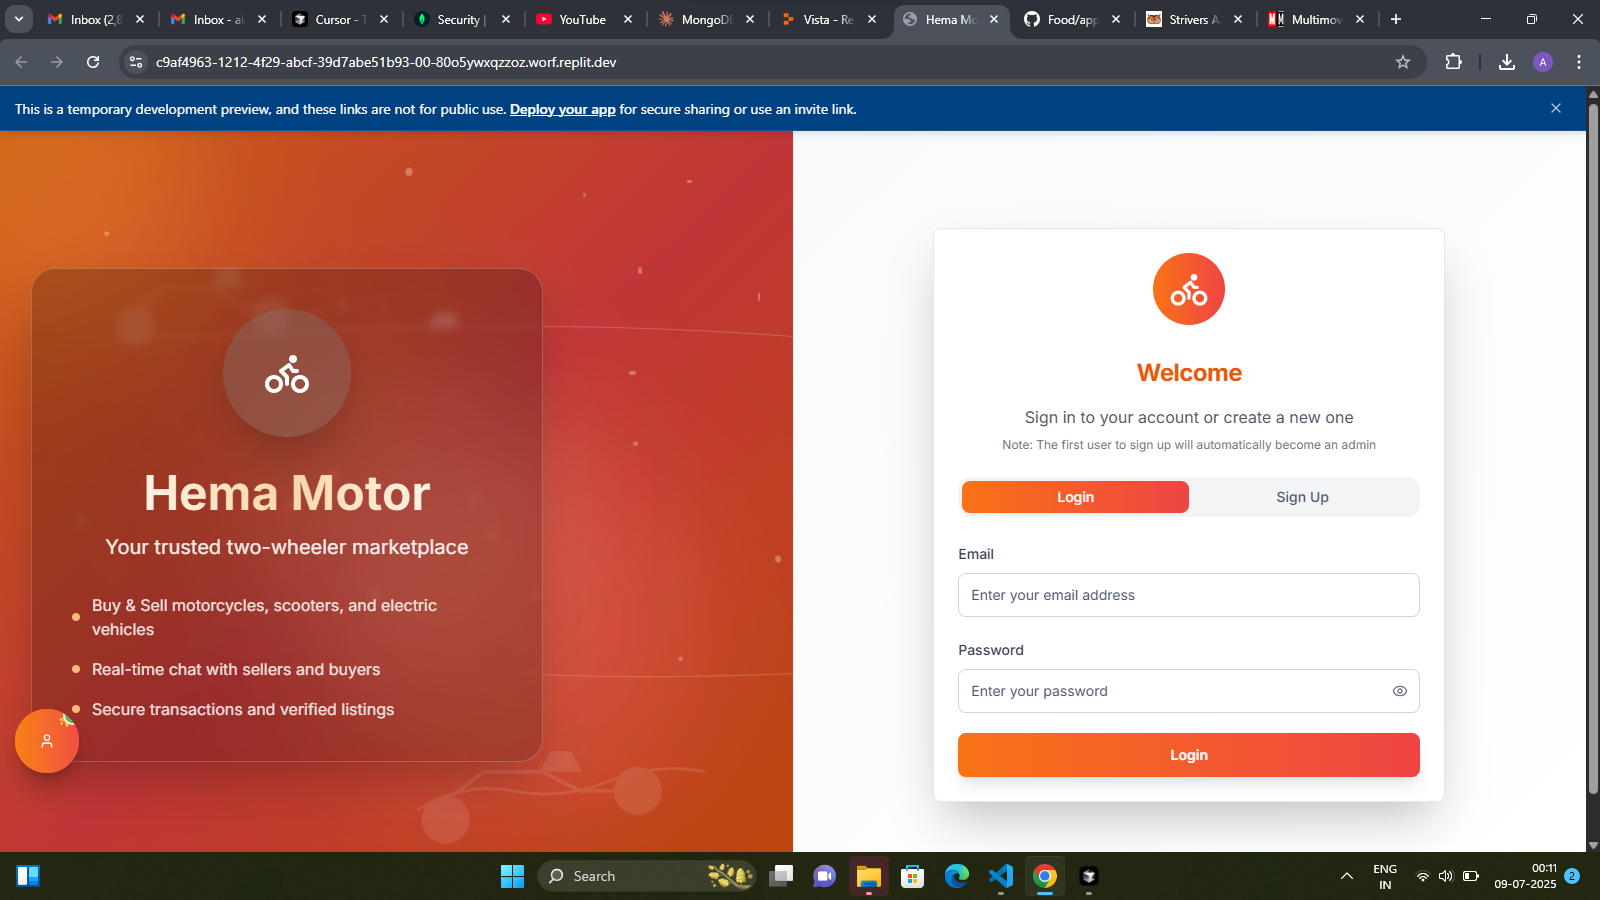 Inbox (2,8
Inbox - al
Cursor - T
Security |
YouTube
MongoDB
Vista - Re
Hema Mo
Food/app
Strivers A
Multimov
c9af4963-1212-4f29-abcf-39d7abe51b93-00-80o5ywxqzzoz.worf.replit.dev
A
This is a temporary development preview, and these links are not for public use. Deploy your app for secure sharing or use an invite link.
Hema Motor
Your trusted two-wheeler marketplace
Buy & Sell motorcycles, scooters, and electric
vehicles
Real-time chat with sellers and buyers
Secure transactions and verified listings
Welcome
Sign in to your account or create a new one
Note: The first user to sign up will automatically become an admin
Login
Sign Up
Email
Enter your email address
Password
Enter your password
Login
Search
ENG
IN
00:11
09-07-2025
2